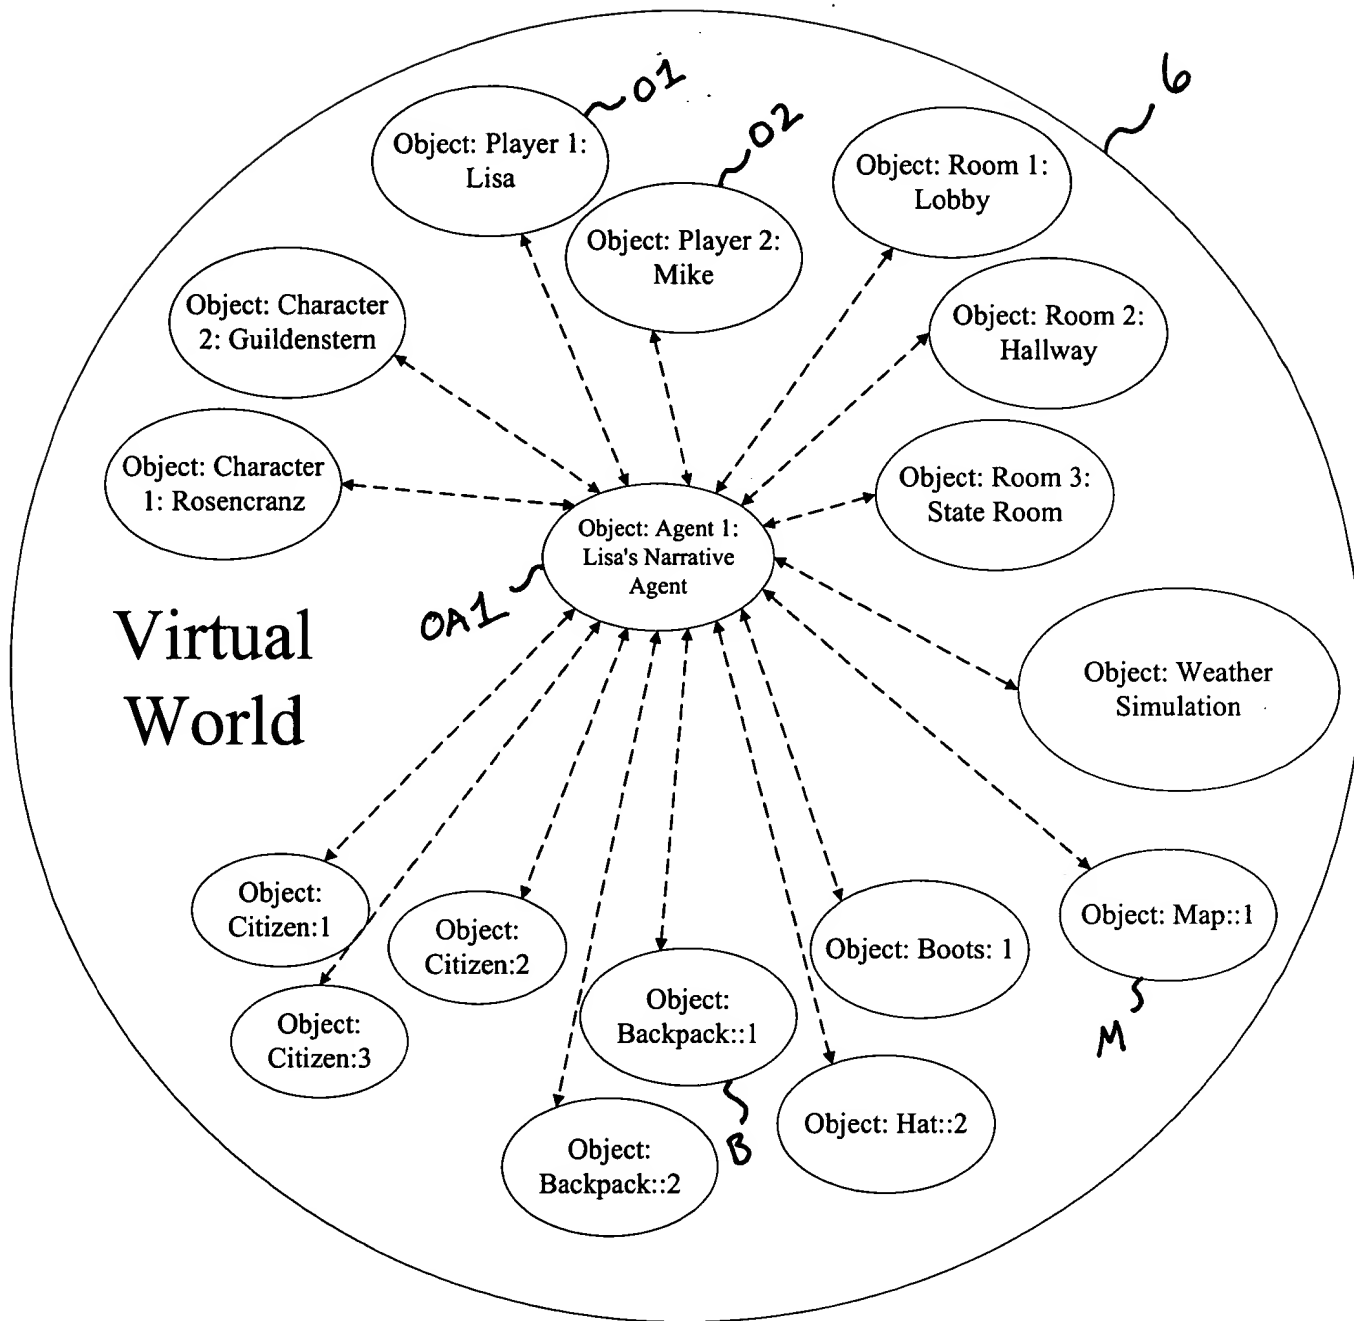 6
O1
Object: Player 1:
Lisa
O2
Object: Player 2:
Mike
Object: Room 1:
Lobby
Object: Character
2: Guildenstern
Object: Room 2:
Hallway
Object: Character
1: Rosencranz
Object: Room 3:
State Room
Object: Agent 1:
Lisa's Narrative
Agent
OA1
Virtual
World
Object: Weather
Simulation
Object:
Citizen:1
Object:
Citizen:2
Object:
Citizen:3
Object:
Backpack::1
B
Object:
Backpack::2
Object: Boots: 1
Object: Hat::2
Object: Map::1
M